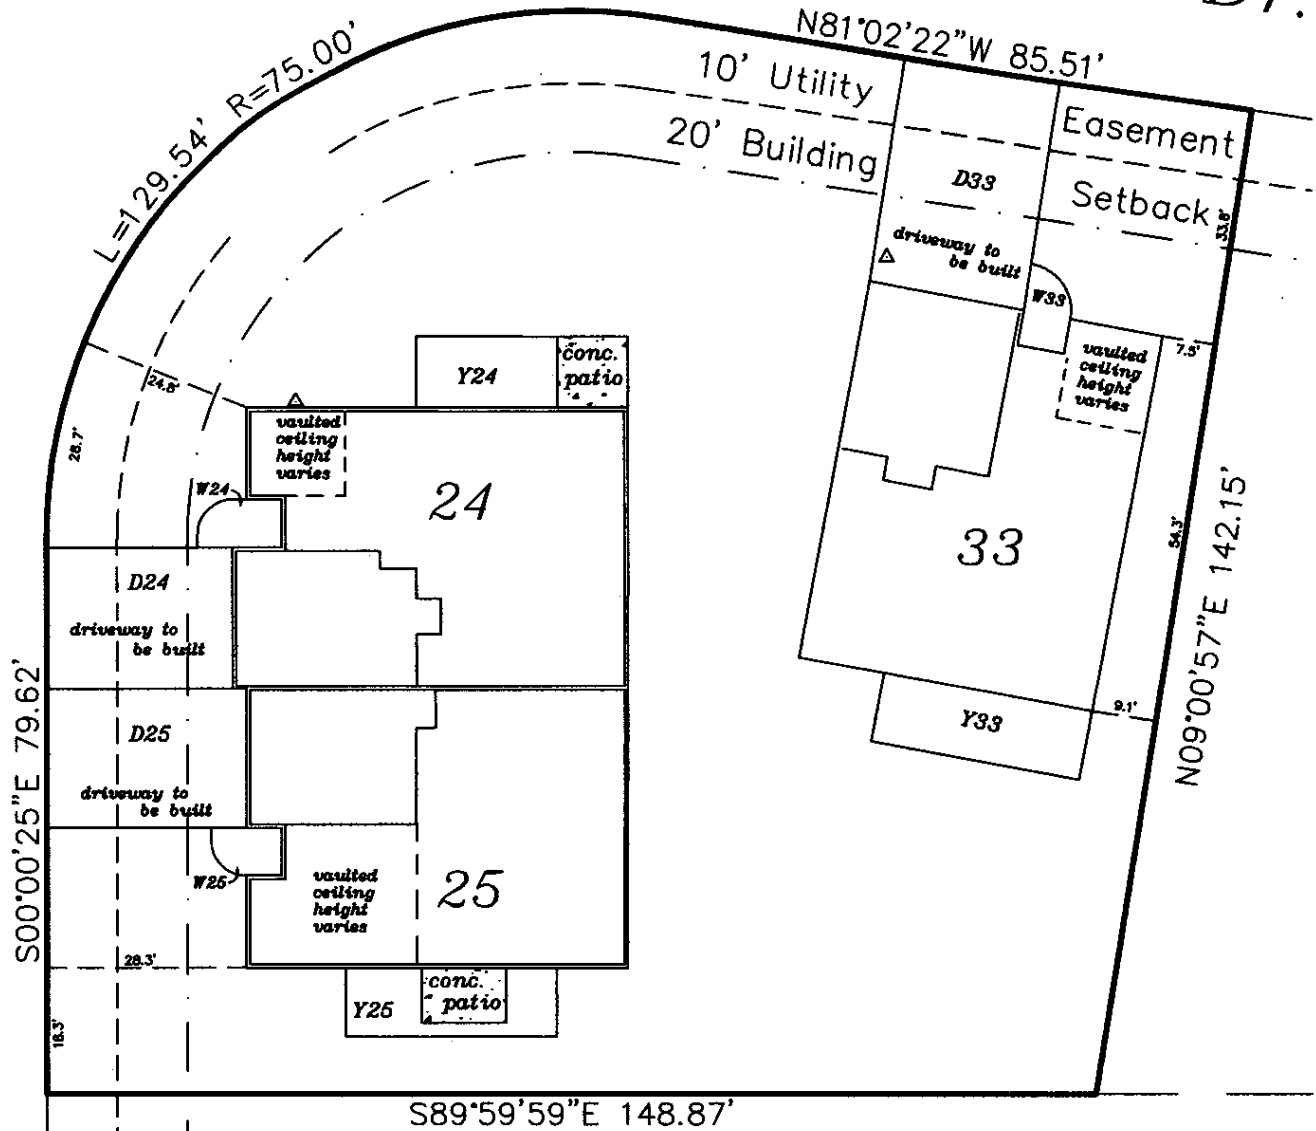 Dr.
N81°02'22"W 85.51'
L=129.54' R=75.00'
10' Utility
Easement
20' Building
Setback
D33
33.8'
driveway to
be built
W33
7.5'
vaulted
ceiling
height
varies
conc.
patio
Y24
24.8'
28.7'
vaulted
ceiling
height
varies
W24
24
33
54.3'
N09°00'57"E 142.15'
D24
driveway to
be built
S00°00'25"E 79.62'
D25
driveway to
be built
9.1'
Y33
W25
vaulted
ceiling
height
varies
25
28.3'
conc.
patio
Y25
18.3'
S89°59'59"E 148.87'